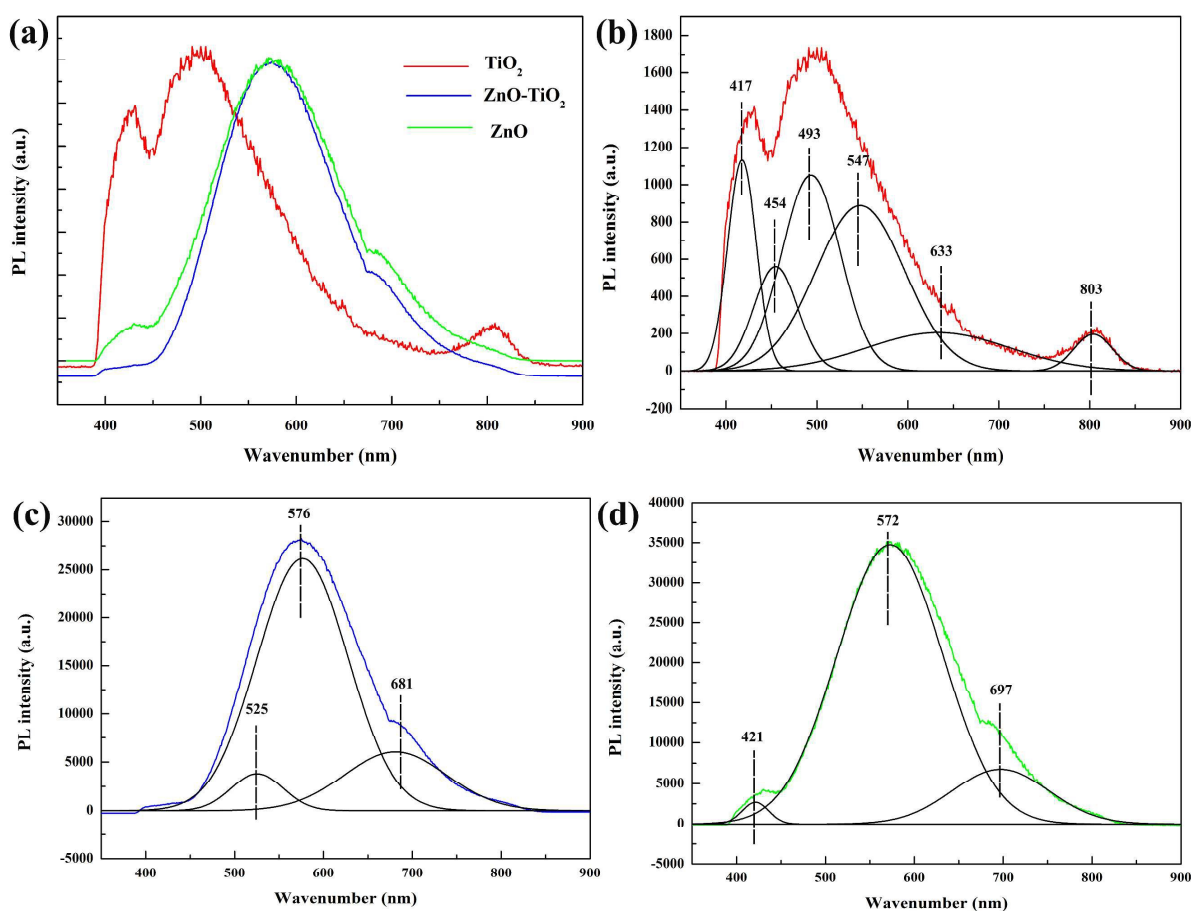 (a)
PL intensity (a.u.)
TiO₂
ZnO-TiO₂
ZnO
400 500 600 700 800 900
Wavenumber (nm)
(b)
PL intensity (a.u.)
1800
1600
1400
1200
1000
800
600
400
200
0
-200
417
454
493
547
633
803
400 500 600 700 800 900
Wavenumber (nm)
(c)
PL intensity (a.u.)
30000
25000
20000
15000
10000
5000
0
-5000
576
525
681
400 500 600 700 800 900
Wavenumber (nm)
(d)
PL intensity (a.u.)
40000
35000
30000
25000
20000
15000
10000
5000
0
-5000
572
421
697
400 500 600 700 800 900
Wavenumber (nm)